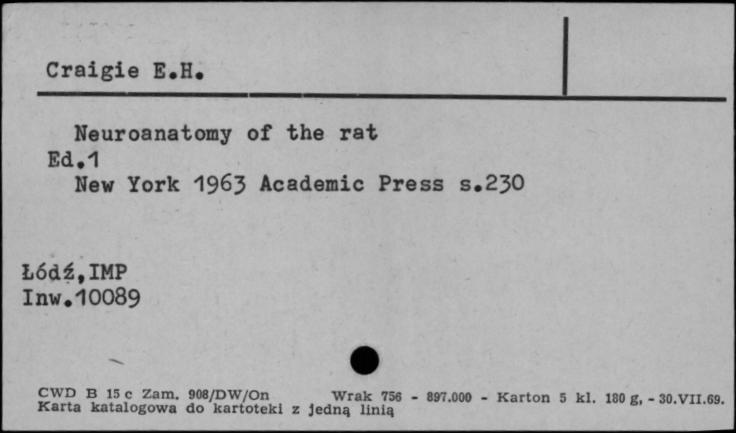 Craigie E.H.
Neuroanatomy of the rat
Ed.1
New York 1963 Academic Press s.230
Łódź,IMP
Inw.10089
CWD B 15 c Zam. 908/DW/On Wrak 756 - 897.000 - Karton 5 kl. 180 g, - 30.VII.69.
Karta katalogowa do kartoteki z jedną linią